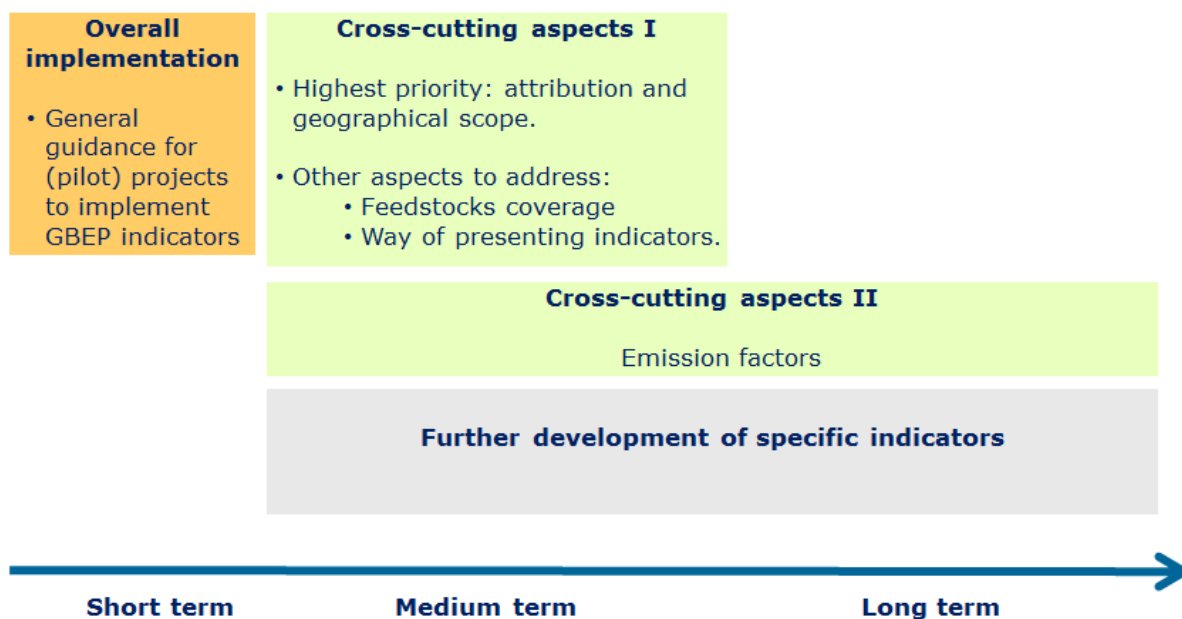 Overall
implementation
• General
guidance for
(pilot) projects
to implement
GBEP indicators
Cross-cutting aspects I
• Highest priority: attribution and
geographical scope.
• Other aspects to address:
• Feedstocks coverage
• Way of presenting indicators.
Cross-cutting aspects II
Emission factors
Further development of specific indicators
Short term
Medium term
Long term